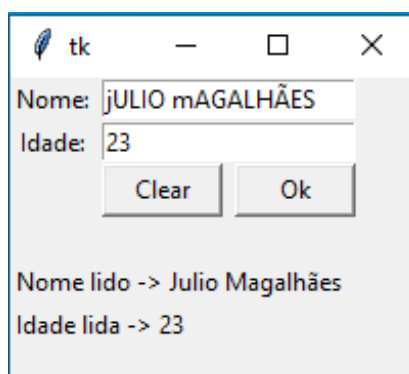 tk
Nome: jULIO mAGALHÃES
Idade: 23
Clear Ok
Nome lido -> Julio Magalhães
Idade lida -> 23